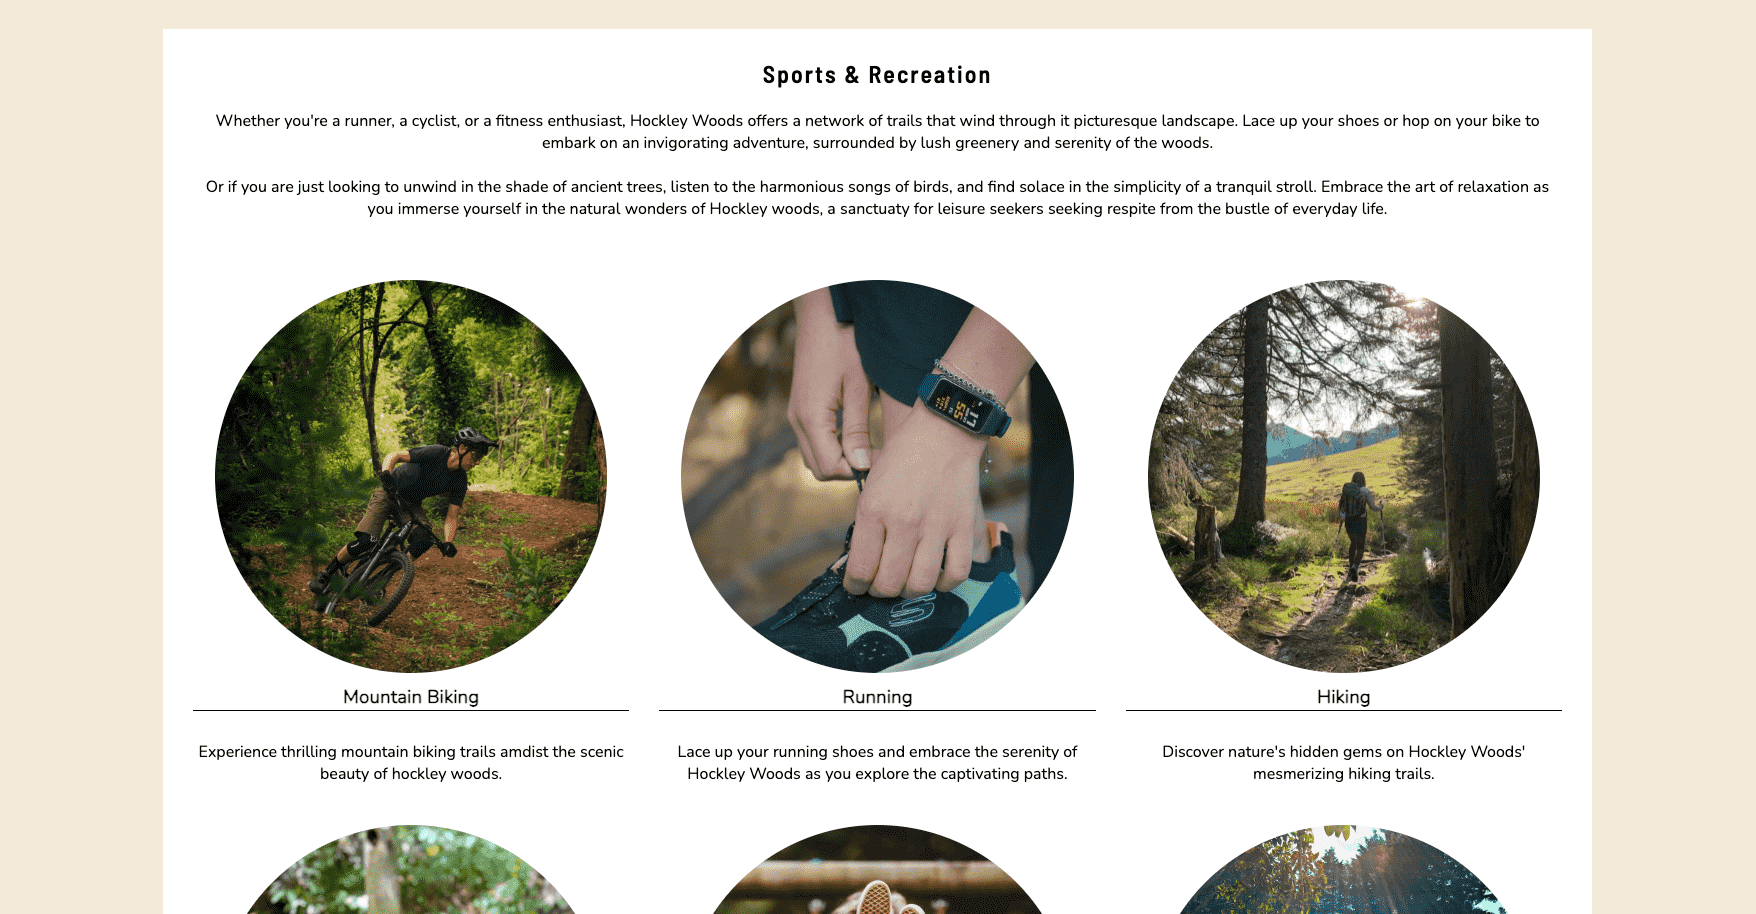 Sports & Recreation
Whether you're a runner, a cyclist, or a fitness enthusiast, Hockley Woods offers a network of trails that wind through it picturesque landscape. Lace up your shoes or hop on your bike to
embark on an invigorating adventure, surrounded by lush greenery and serenity of the woods.
Or if you are just looking to unwind in the shade of ancient trees, listen to the harmonious songs of birds, and find solace in the simplicity of a tranquil stroll. Embrace the art of relaxation as
you immerse yourself in the natural wonders of Hockley woods, a sanctuaty for leisure seekers seeking respite from the bustle of everyday life.
Mountain Biking
Running
Hiking
Experience thrilling mountain biking trails amdist the scenic
beauty of hockley woods.
Lace up your running shoes and embrace the serenity of
Hockley Woods as you explore the captivating paths.
Discover nature's hidden gems on Hockley Woods'
mesmerizing hiking trails.